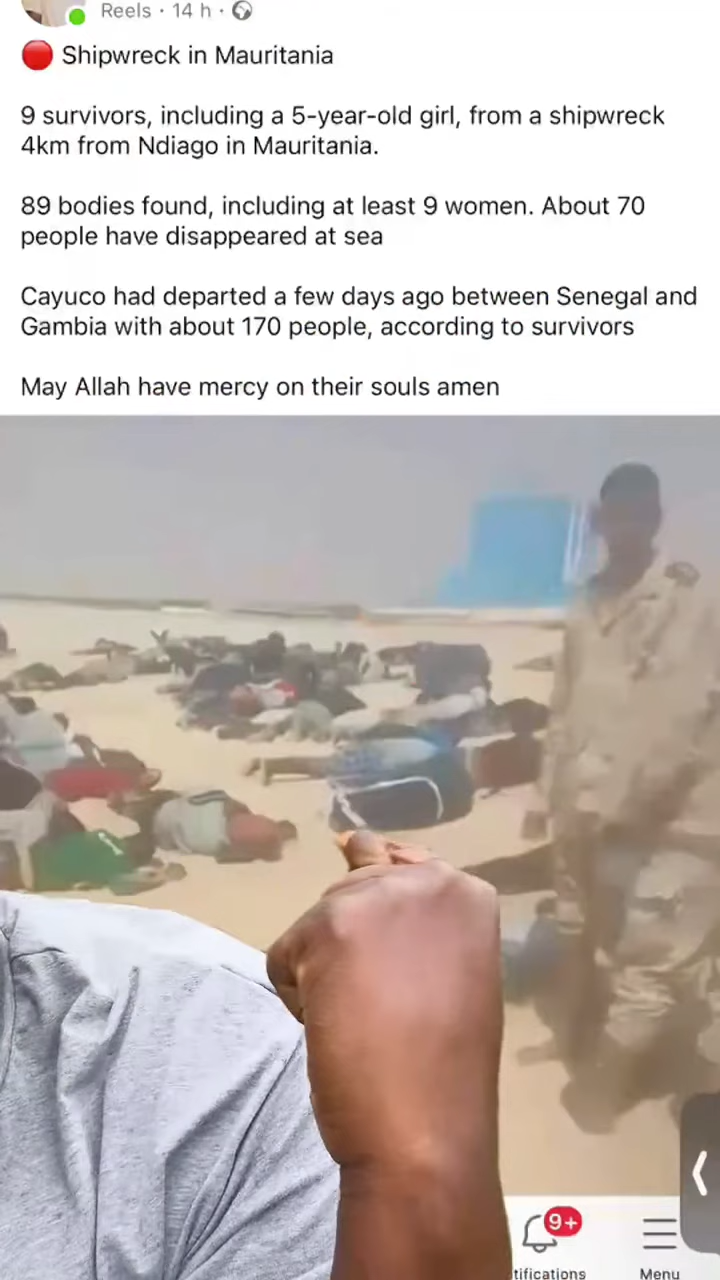 Reels · 14 h ·
🔴 Shipwreck in Mauritania
9 survivors, including a 5-year-old girl, from a shipwreck
4km from Ndiago in Mauritania.
89 bodies found, including at least 9 women. About 70
people have disappeared at sea
Cayuco had departed a few days ago between Senegal and
Gambia with about 170 people, according to survivors
May Allah have mercy on their souls amen
9+
tifications
Menu